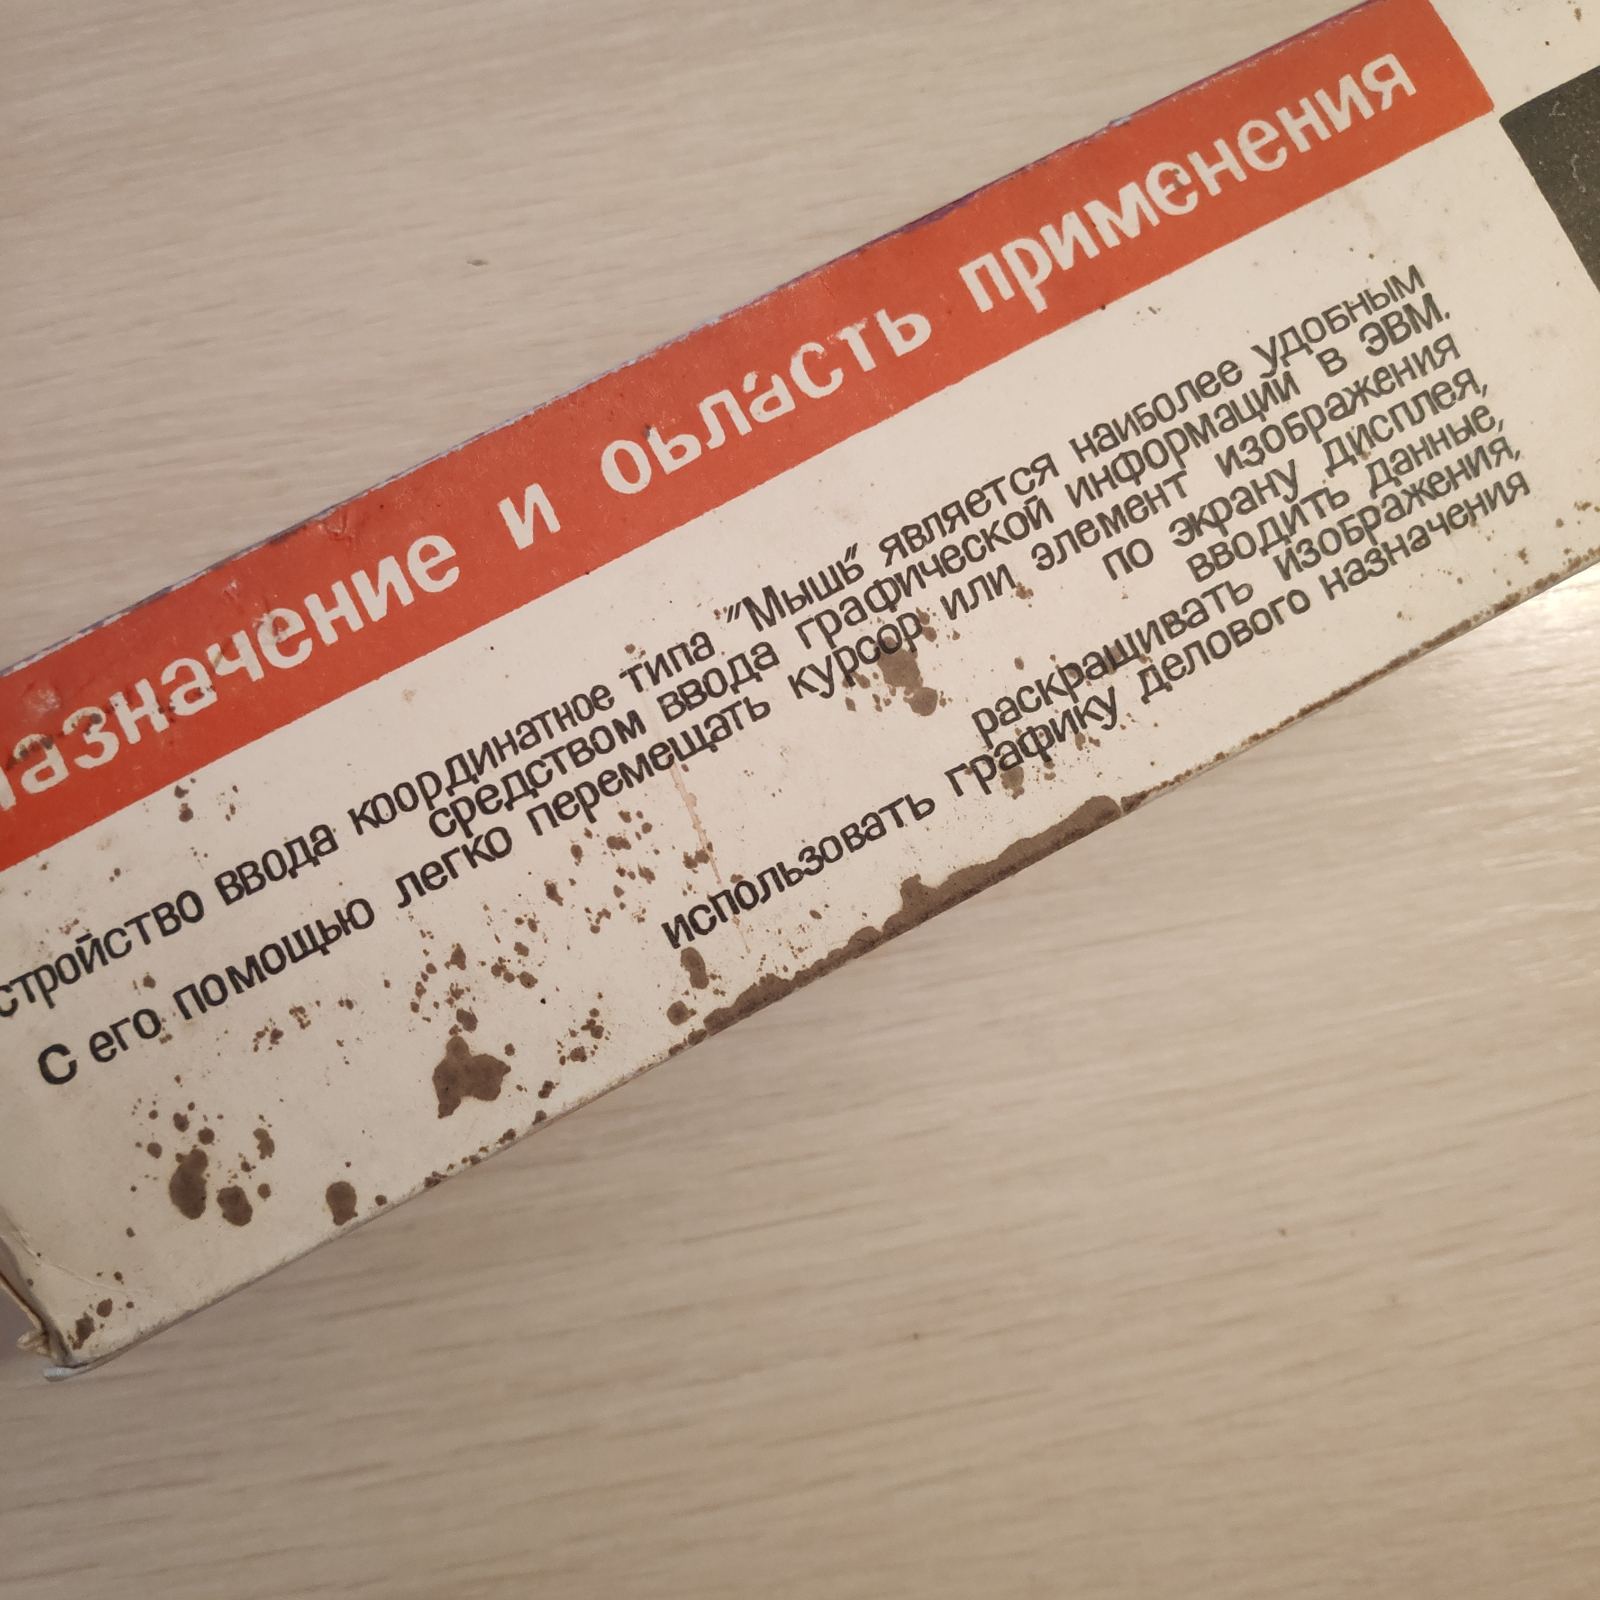 Назначение и область применения
стройство ввода координатное типа "Мышь" является наиболее удобным
средством ввода графической информации в ЭВМ.
С его помощью легко перемещать курсор или элемент изображения
по экрану дисплея,
вводить данные,
раскрашивать изображения,
использовать графику делового назначения